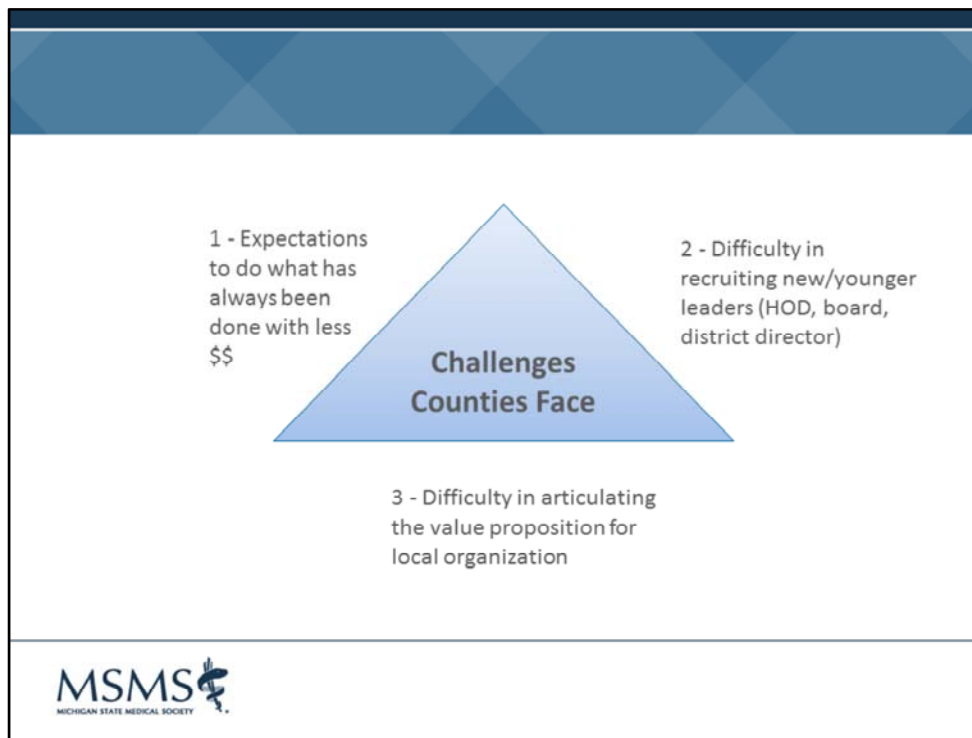 1 - Expectations
to do what has
always been
done with less
$$
2 - Difficulty in
recruiting new/younger
leaders (HOD, board,
district director)
Challenges
Counties Face
3 - Difficulty in articulating
the value proposition for
local organization
MSMS
MICHIGAN STATE MEDICAL SOCIETY